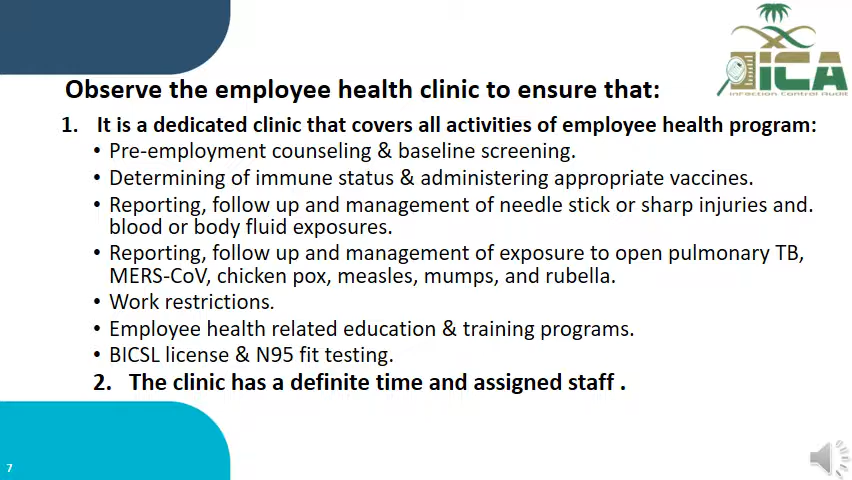 ICA
Infection Control Audit
Observe the employee health clinic to ensure that:
1. It is a dedicated clinic that covers all activities of employee health program:
• Pre-employment counseling & baseline screening.
• Determining of immune status & administering appropriate vaccines.
• Reporting, follow up and management of needle stick or sharp injuries and.
blood or body fluid exposures.
• Reporting, follow up and management of exposure to open pulmonary TB,
MERS-CoV, chicken pox, measles, mumps, and rubella.
• Work restrictions.
• Employee health related education & training programs.
• BICSL license & N95 fit testing.
2. The clinic has a definite time and assigned staff .
7